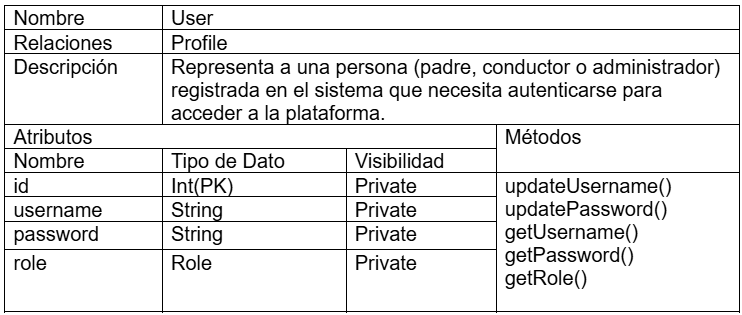 Nombre User
Relaciones Profile
Descripción Representa a una persona (padre, conductor o administrador)
registrada en el sistema que necesita autenticarse para
acceder a la plataforma.
Atributos Métodos
Nombre Tipo de Dato Visibilidad
id Int(PK) Private updateUsername()
username String Private updatePassword()
password String Private getUsername()
role Role Private getPassword()
getRole()